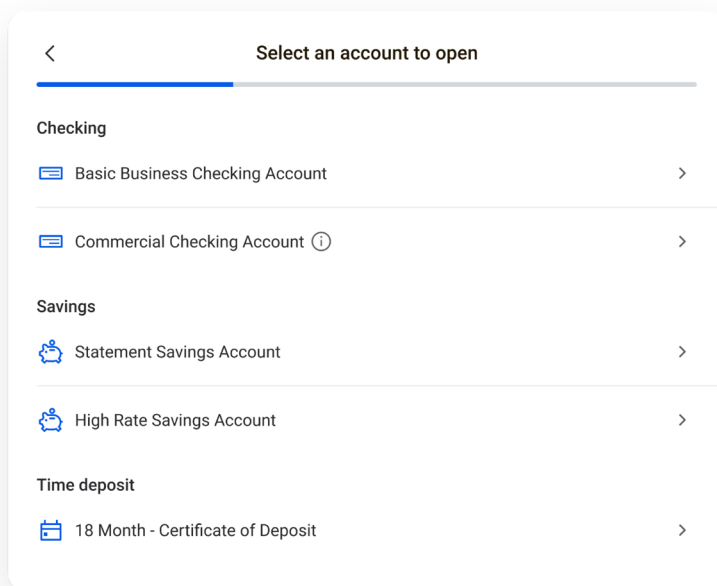 Select an account to open
Checking
Basic Business Checking Account
Commercial Checking Account
Savings
Statement Savings Account
High Rate Savings Account
Time deposit
18 Month - Certificate of Deposit